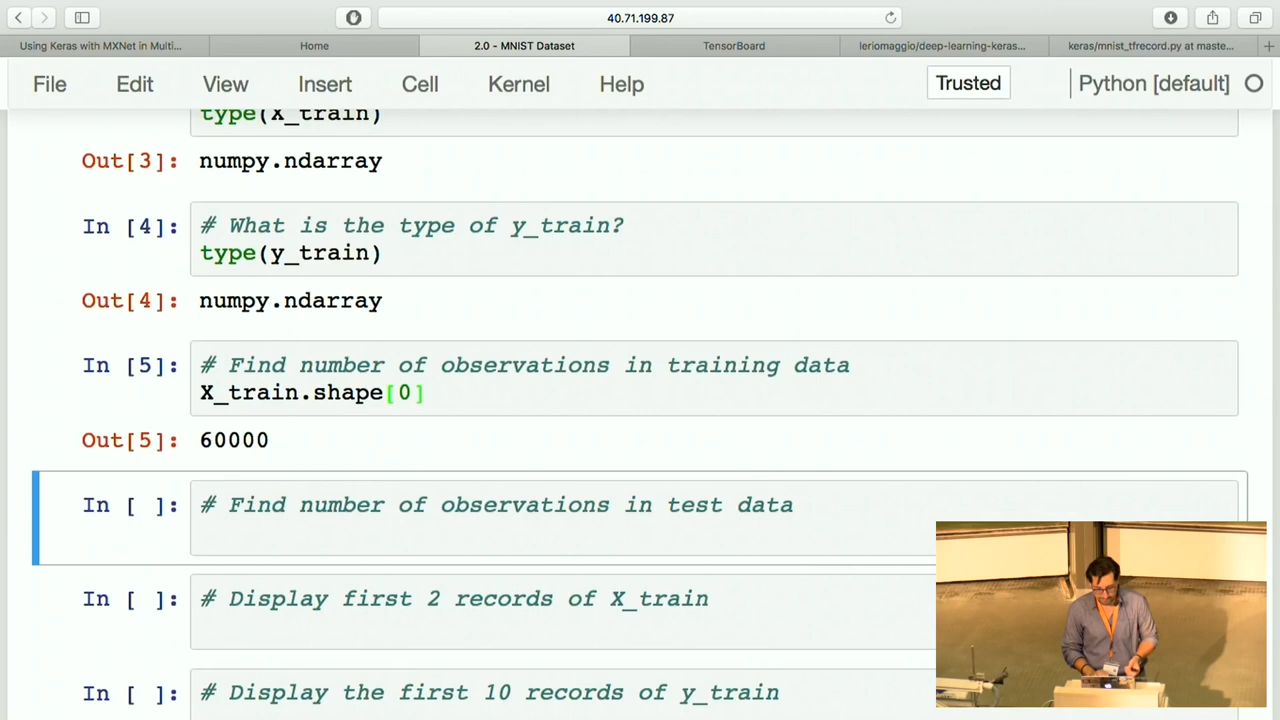 40.71.199.87
Using Keras with MXNet in Multi...
Home
2.0 - MNIST Dataset
TensorBoard
leriomaggio/deep-learning-keras...
keras/mnist_tfrecord.py at maste...
File Edit View Insert Cell Kernel Help Trusted Python [default]
type(X_train)
Out[3]: numpy.ndarray
In [4]: # What is the type of y_train?
type(y_train)
Out[4]: numpy.ndarray
In [5]: # Find number of observations in training data
X_train.shape[0]
Out[5]: 60000
In [ ]: # Find number of observations in test data
In [ ]: # Display first 2 records of X_train
In [ ]: # Display the first 10 records of y_train